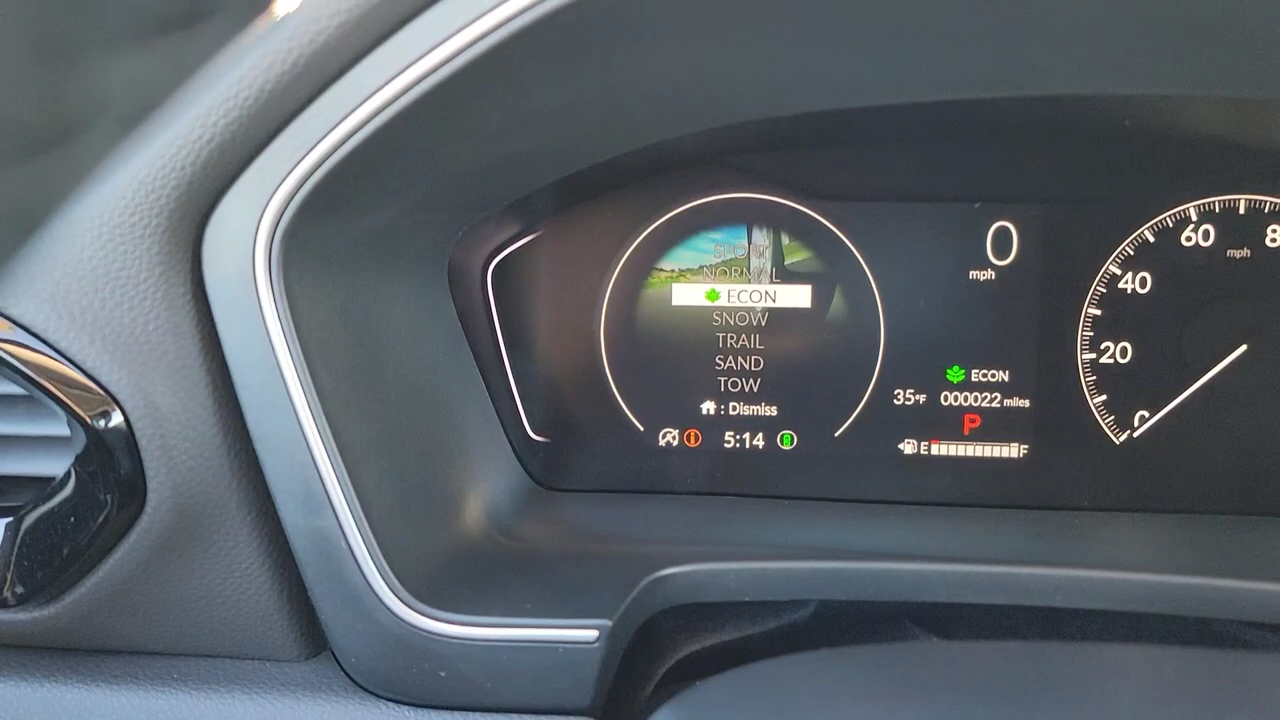 SPORT
NORMAL
ECON
SNOW
TRAIL
SAND
TOW
: Dismiss
5:14
0
mph
ECON
35°F 000022 miles
P
E F
0
20
40
60
8
mph